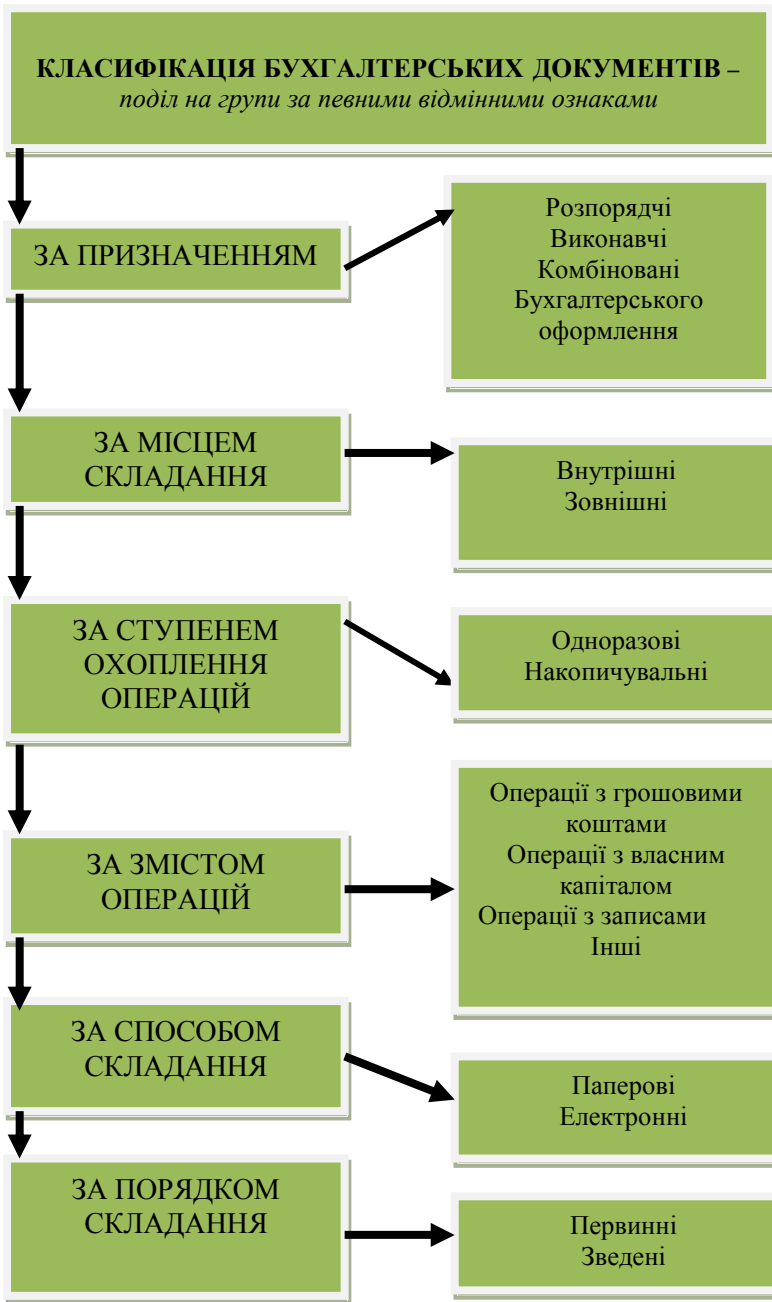 КЛАСИФІКАЦІЯ БУХГАЛТЕРСЬКИХ ДОКУМЕНТІВ –
поділ на групи за певними відмінними ознаками
ЗА ПРИЗНАЧЕННЯМ
Розпорядчі
Виконавчі
Комбіновані
Бухгалтерського
оформлення
ЗА МІСЦЕМ
СКЛАДАННЯ
Внутрішні
Зовнішні
ЗА СТУПЕНЕМ
ОХОПЛЕННЯ
ОПЕРАЦІЙ
Одноразові
Накопичувальні
ЗА ЗМІСТОМ
ОПЕРАЦІЙ
Операції з грошовими
коштами
Операції з власним
капіталом
Операції з записами
Інші
ЗА СПОСОБОМ
СКЛАДАННЯ
Паперові
Електронні
ЗА ПОРЯДКОМ
СКЛАДАННЯ
Первинні
Зведені